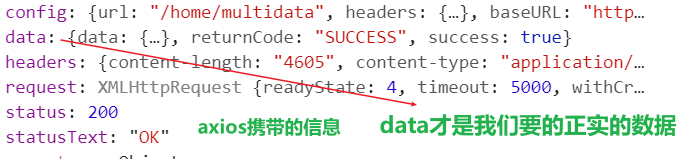 config: {url: "/home/multidata", headers: {…}, baseURL: "http…
data: {data: {…}, returnCode: "SUCCESS", success: true}
headers: {content-length: "4605", content-type: "application/…
request: XMLHttpRequest {readyState: 4, timeout: 5000, withCr…
status: 200
statusText: "OK"
axios携带的信息
data才是我们要的正实的数据